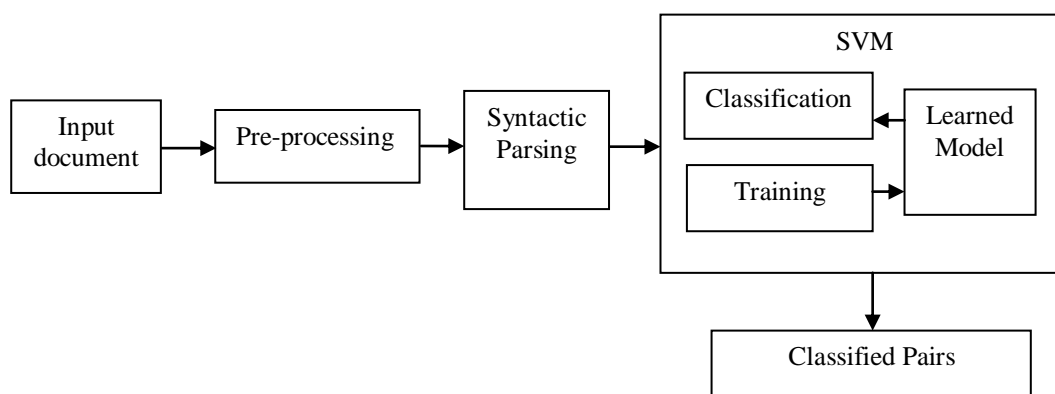 Input
document
Pre-processing
Syntactic
Parsing
SVM
Classification
Training
Learned
Model
Classified Pairs